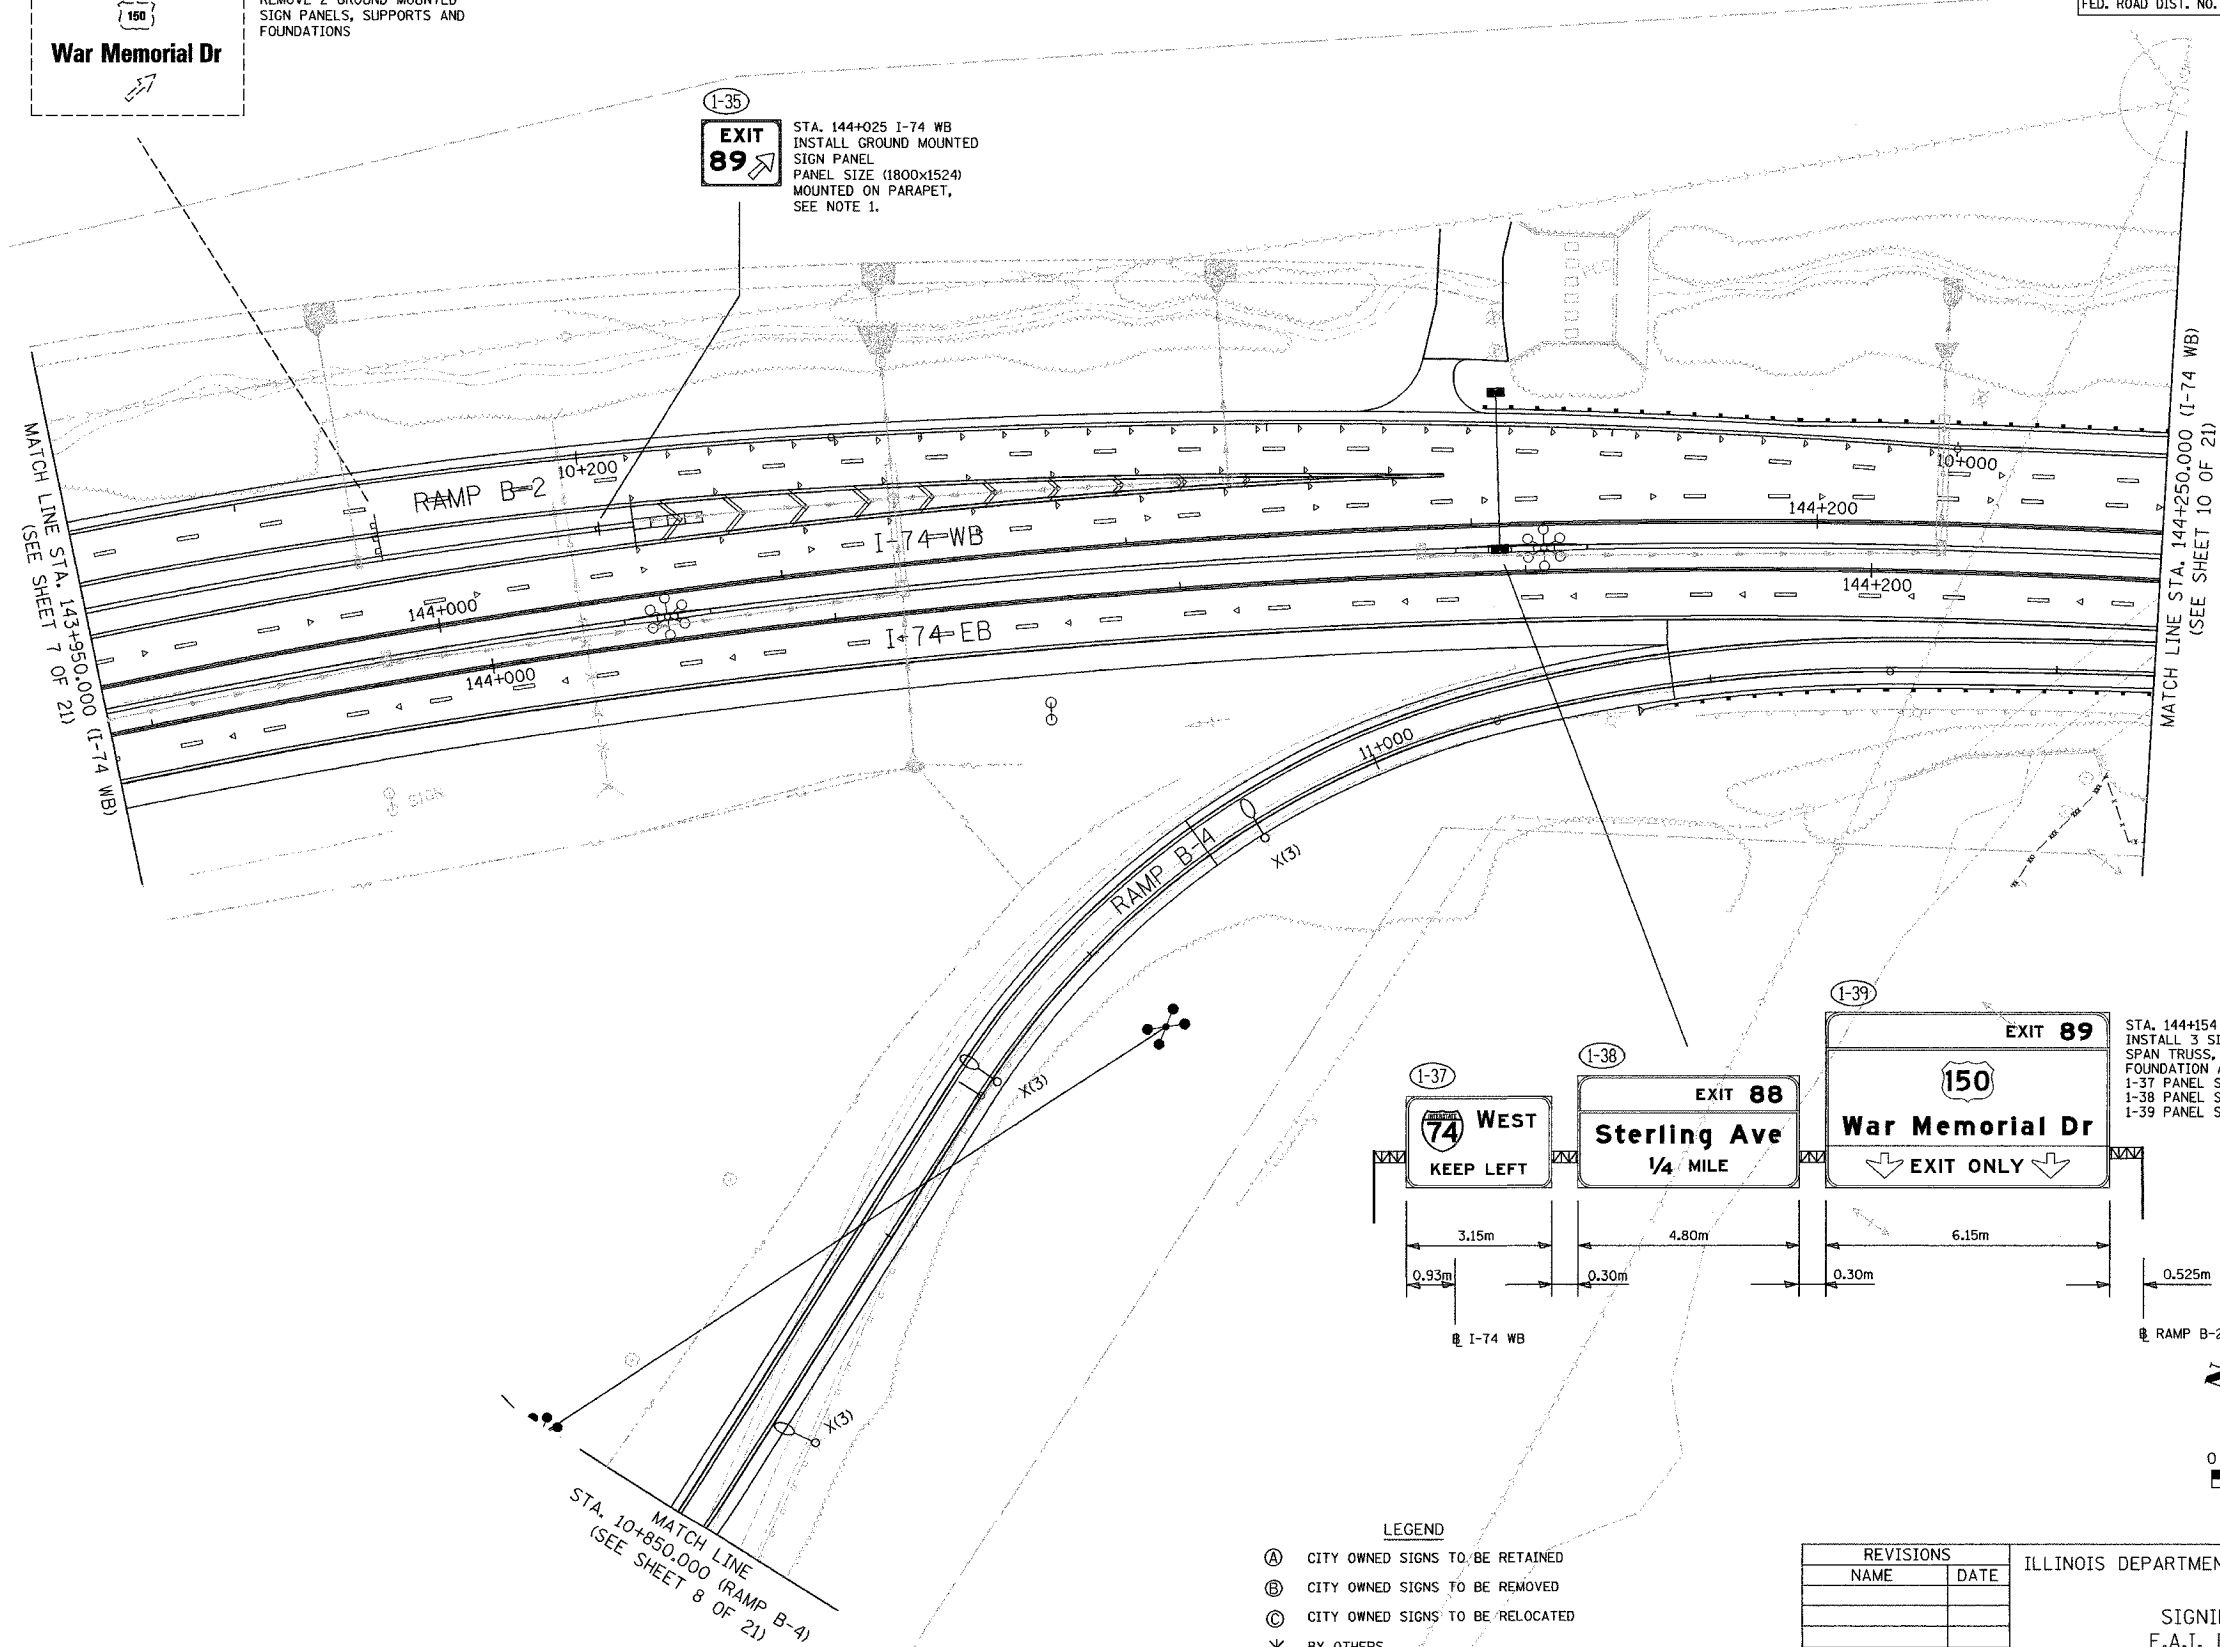 150
War Memorial Dr
SIGN PANELS, SUPPORTS AND
FOUNDATIONS
FED. ROAD DIST. NO.
1-35
EXIT
89
STA. 144+025 I-74 WB
INSTALL GROUND MOUNTED
SIGN PANEL
PANEL SIZE (1800x1524)
MOUNTED ON PARAPET,
SEE NOTE 1.
MATCH LINE STA. 143+950.000 (I-74 WB)
(SEE SHEET 7 OF 21)
MATCH LINE STA. 144+250.000 (I-74 WB)
(SEE SHEET 10 OF 21)
RAMP B-2
10+200
10+000
I-74 WB
144+000
144+200
144+200
I-74 EB
144+000
SIGN
11+000
RAMP B-4
X(3)
X(3)
X(3)
MATCH LINE
STA. 10+850.000 (RAMP B-4)
(SEE SHEET 8 OF 21)
1-37
INTERSTATE
74 WEST
KEEP LEFT
1-38
EXIT 88
Sterling Ave
1/4 MILE
1-39
EXIT 89
150
War Memorial Dr
EXIT ONLY
STA. 144+154
INSTALL 3
SPAN TRUSS,
FOUNDATION
1-37 PANEL
1-38 PANEL
1-39 PANEL
3.15m
4.80m
6.15m
0.93m
0.30m
0.30m
0.525m
I-74 WB
RAMP B-2
0
LEGEND
A CITY OWNED SIGNS TO BE RETAINED
B CITY OWNED SIGNS TO BE REMOVED
C CITY OWNED SIGNS TO BE RELOCATED
BY OTHERS
REVISIONS
NAME DATE
ILLINOIS
F.A.I.